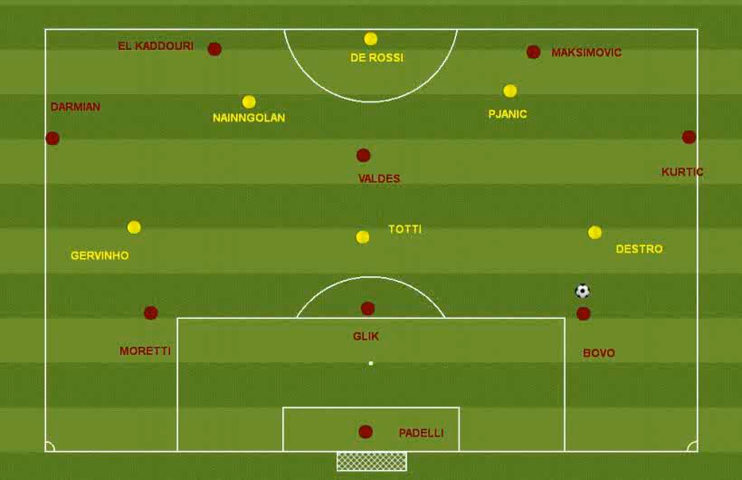 EL KADDOURI
MAKSIMOVIC
DE ROSSI
DARMIAN
NAINNGOLAN
PJANIC
VALDES
KURTIC
TOTTI
GERVINHO
DESTRO
GLIK
MORETTI
BOVO
PADELLI